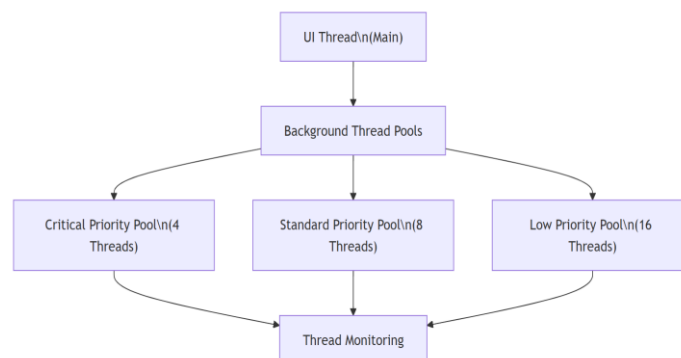 UI Thread\n(Main)
Background Thread Pools
Critical Priority Pool\n(4
Threads)
Standard Priority Pool\n(8
Threads)
Low Priority Pool\n(16
Threads)
Thread Monitoring